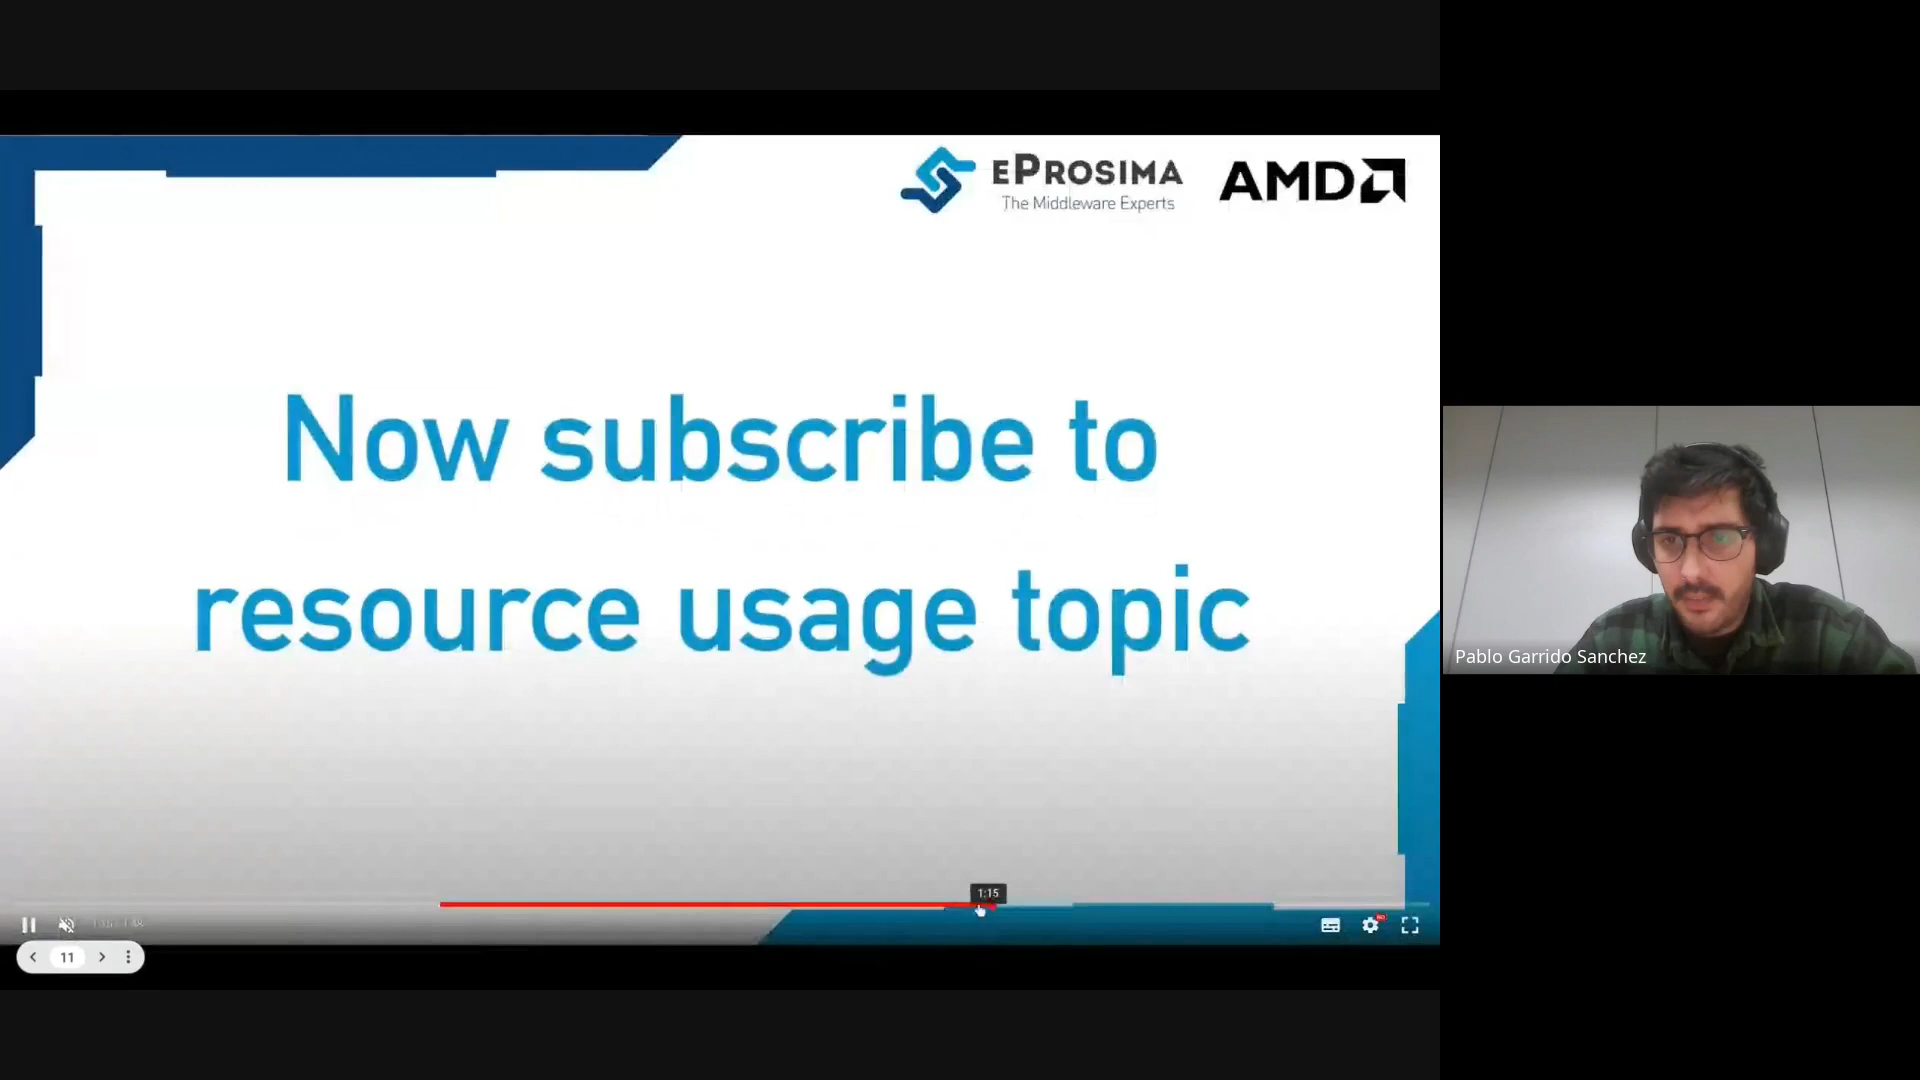 EPROSIMA
The Middleware Experts
AMD
Now subscribe to
resource usage topic
1:15
11
Pablo Garrido Sanchez